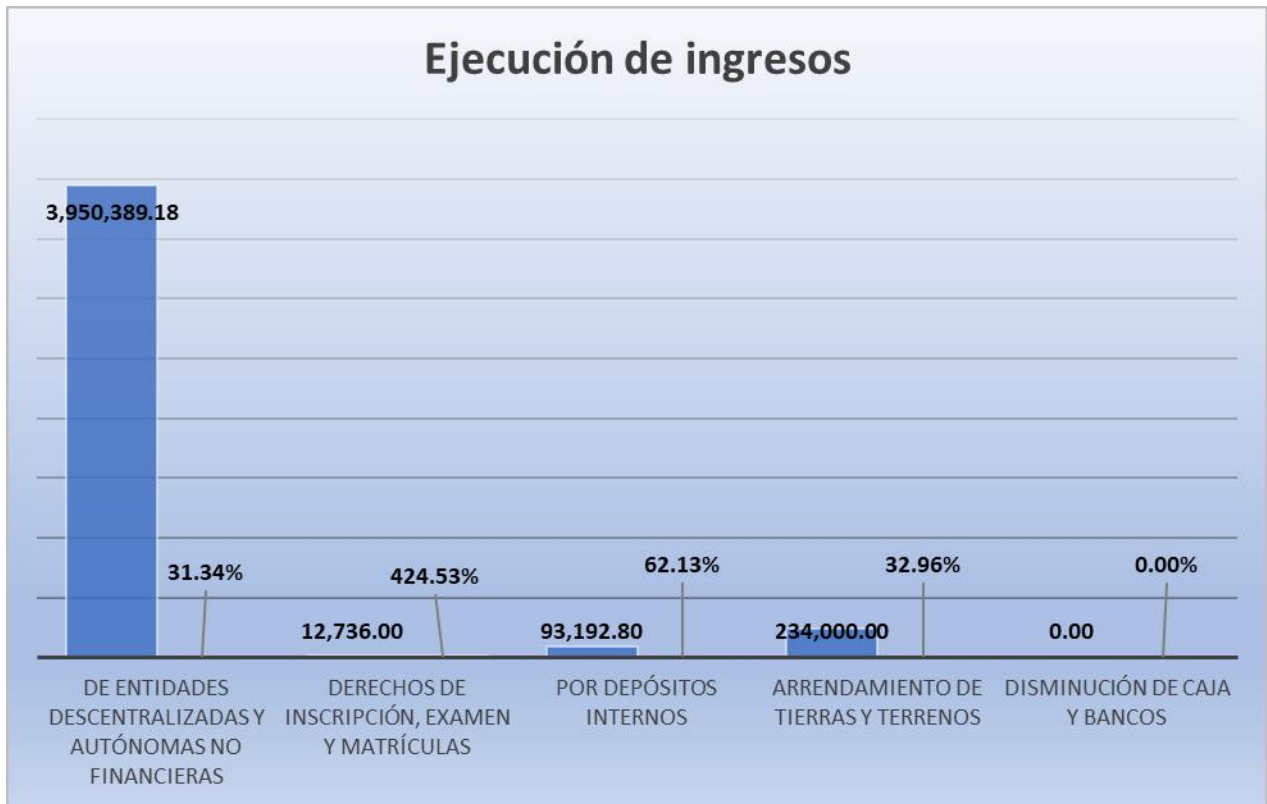 Ejecución de ingresos
3,950,389.18
31.34%
12,736.00
424.53%
93,192.80
62.13%
234,000.00
32.96%
0.00
0.00%
DE ENTIDADES
DESCENTRALIZADAS Y
AUTÓNOMAS NO
FINANCIERAS
DERECHOS DE
INSCRIPCIÓN, EXAMEN
Y MATRÍCULAS
POR DEPÓSITOS
INTERNOS
ARRENDAMIENTO DE
TIERRAS Y TERRENOS
DISMINUCIÓN DE CAJA
Y BANCOS